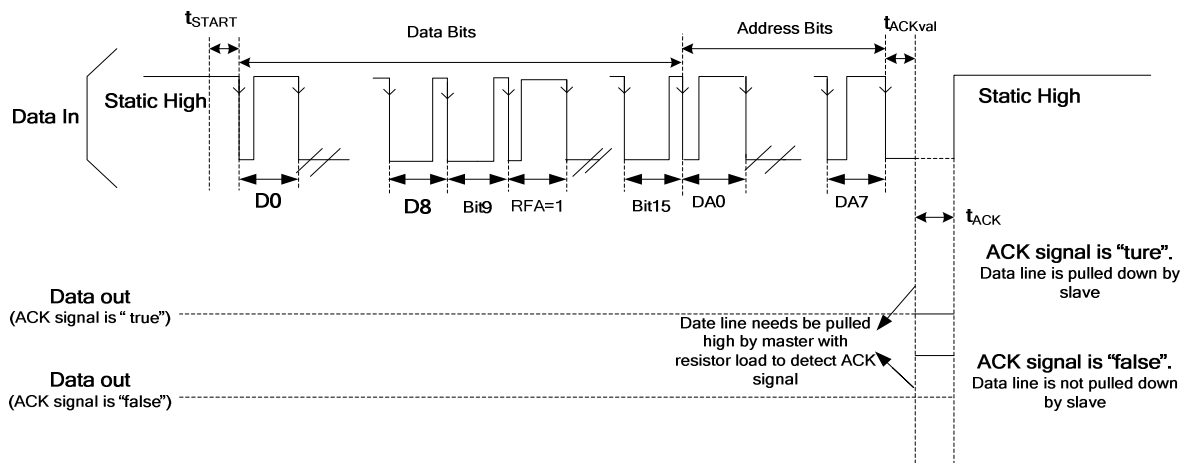 tSTART
Data Bits
Address Bits
tACKval
Data In
Static High
Static High
D0
D8
Bit9
RFA=1
Bit15
DA0
DA7
tACK
ACK signal is "ture".
Data line is pulled down by
slave
Data out
(ACK signal is " true")
Date line needs be pulled
high by master with
resistor load to detect ACK
signal
ACK signal is "false".
Data line is not pulled down
by slave
Data out
(ACK signal is "false")